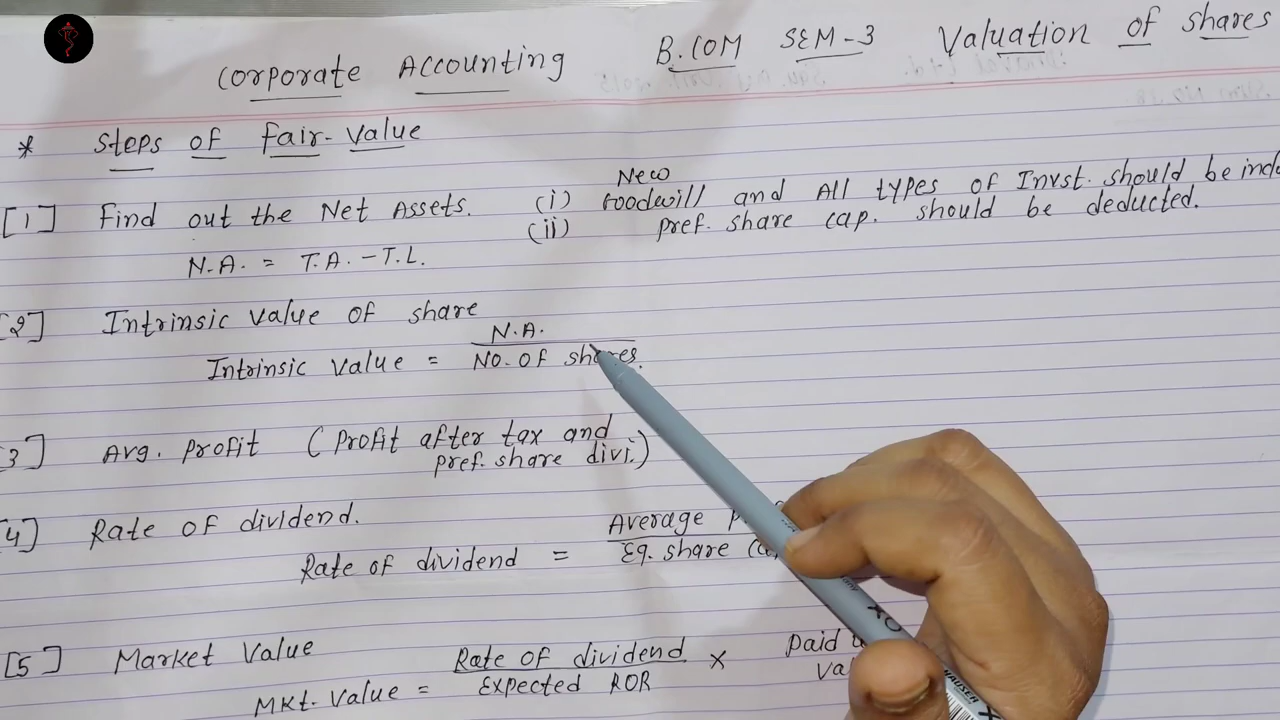 Corporate Accounting B.COM SEM-3 Valuation of shares
* Steps of fair-value
[1] Find out the Net Assets. (i) New Goodwill and All types of Invst. should be
(ii) pref. share cap. should be deducted.
N.A. = T.A. - T.L.
[2] Intrinsic value of share
Intrinsic value = N.A.
No. of shares.
[3] Avg. Profit (Profit after tax and
pref. share divi.)
[4] Rate of dividend.
Rate of dividend = Average
Eq. share
[5] Market Value
Mkt. Value = Rate of dividend × paid
Expected ROR